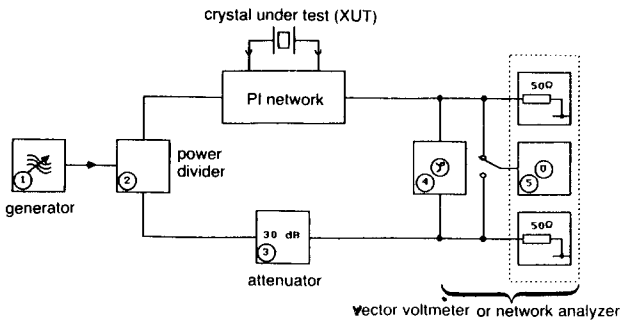 crystal under test (XUT)
PI network
50Ω
1
generator
2
power
divider
4
φ
5
U
30 dB
3
attenuator
50Ω
vector voltmeter or network analyzer